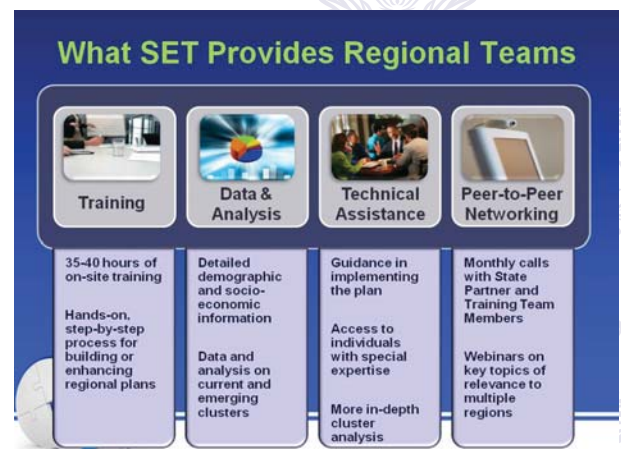 What SET Provides Regional Teams
Training
Data &
Analysis
Technical
Assistance
Peer-to-Peer
Networking
35-40 hours of
on-site training
Hands-on,
step-by-step
process for
building or
enhancing
regional plans
Detailed
demographic
and socio-
economic
information
Data and
analysis on
current and
emerging
clusters
Guidance in
implementing
the plan
Access to
individuals
with special
expertise
More in-depth
cluster
analysis
Monthly calls
with State
Partner and
Training Team
Members
Webinars on
key topics of
relevance to
multiple
regions